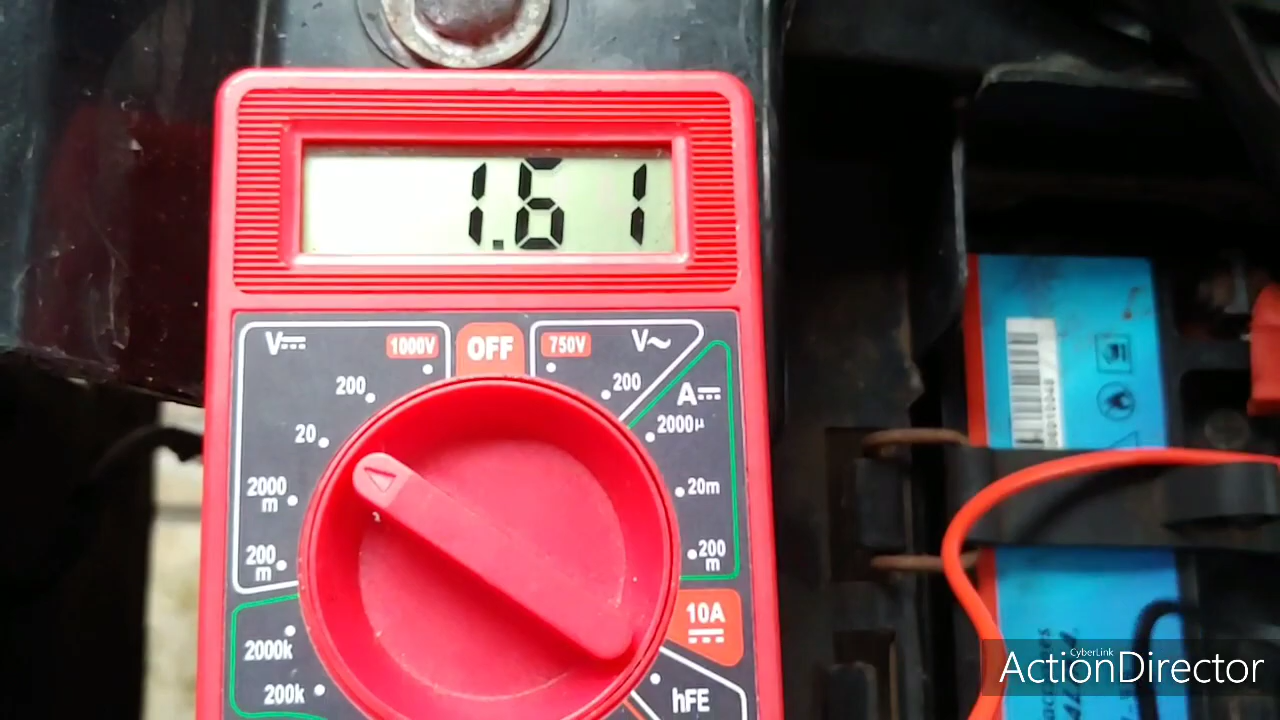 1.61
V⎓
1000V
OFF
750V
V~
200
200
A⎓
2000µ
20
2000
m
20m
200
m
200
m
10A
2000k
200k
hFE
CyberLink
ActionDirector